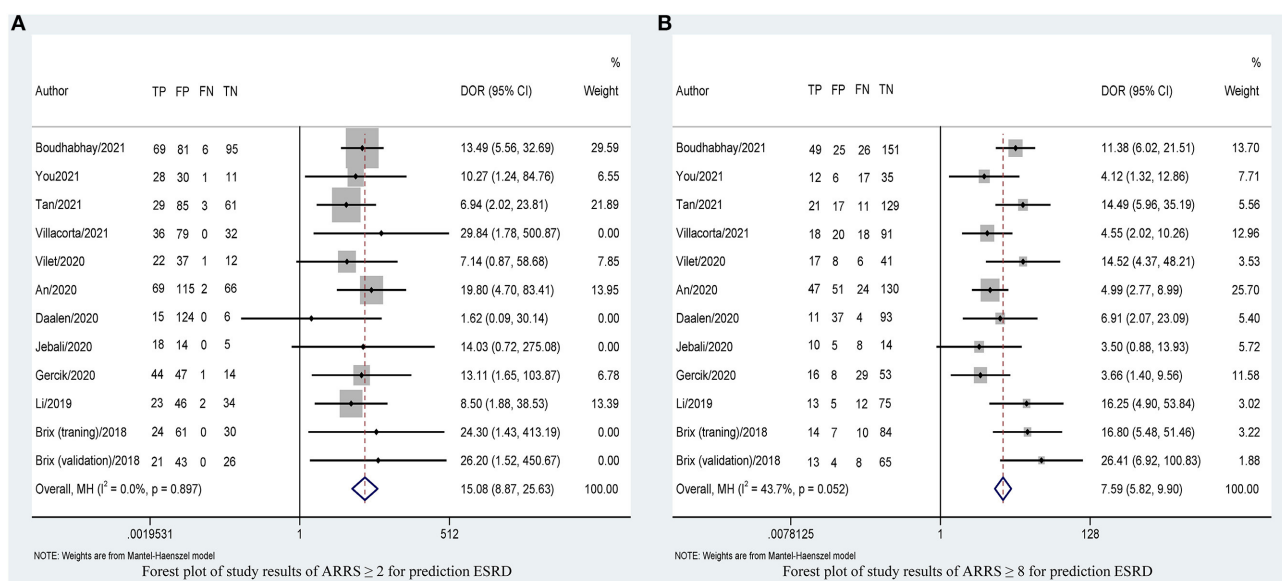 A
%
Author TP FP FN TN DOR (95% CI) Weight
Boudhabhay/2021 69 81 6 95 13.49 (5.56, 32.69) 29.59
You2021 28 30 1 11 10.27 (1.24, 84.76) 6.55
Tan/2021 29 85 3 61 6.94 (2.02, 23.81) 21.89
Villacorta/2021 36 79 0 32 29.84 (1.78, 500.87) 0.00
Vilet/2020 22 37 1 12 7.14 (0.87, 58.68) 7.85
An/2020 69 115 2 66 19.80 (4.70, 83.41) 13.95
Daalen/2020 15 124 0 6 1.62 (0.09, 30.14) 0.00
Jebali/2020 18 14 0 5 14.03 (0.72, 275.08) 0.00
Gercik/2020 44 47 1 14 13.11 (1.65, 103.87) 6.78
Li/2019 23 46 2 34 8.50 (1.88, 38.53) 13.39
Brix (traning)/2018 24 61 0 30 24.30 (1.43, 413.19) 0.00
Brix (validation)/2018 21 43 0 26 26.20 (1.52, 450.67) 0.00
Overall, MH (I² = 0.0%, p = 0.897) 15.08 (8.87, 25.63) 100.00
.0019531 1 512
NOTE: Weights are from Mantel-Haenszel model
Forest plot of study results of ARRS ≥ 2 for prediction ESRD
B
%
Author TP FP FN TN DOR (95% CI) Weight
Boudhabhay/2021 49 25 26 151 11.38 (6.02, 21.51) 13.70
You/2021 12 6 17 35 4.12 (1.32, 12.86) 7.71
Tan/2021 21 17 11 129 14.49 (5.96, 35.19) 5.56
Villacorta/2021 18 20 18 91 4.55 (2.02, 10.26) 12.96
Vilet/2020 17 8 6 41 14.52 (4.37, 48.21) 3.53
An/2020 47 51 24 130 4.99 (2.77, 8.99) 25.70
Daalen/2020 11 37 4 93 6.91 (2.07, 23.09) 5.40
Jebali/2020 10 5 8 14 3.50 (0.88, 13.93) 5.72
Gercik/2020 16 8 29 53 3.66 (1.40, 9.56) 11.58
Li/2019 13 5 12 75 16.25 (4.90, 53.84) 3.02
Brix (traning)/2018 14 7 10 84 16.80 (5.48, 51.46) 3.22
Brix (validation)/2018 13 4 8 65 26.41 (6.92, 100.83) 1.88
Overall, MH (I² = 43.7%, p = 0.052) 7.59 (5.82, 9.90) 100.00
.0078125 1 128
NOTE: Weights are from Mantel-Haenszel model
Forest plot of study results of ARRS ≥ 8 for prediction ESRD